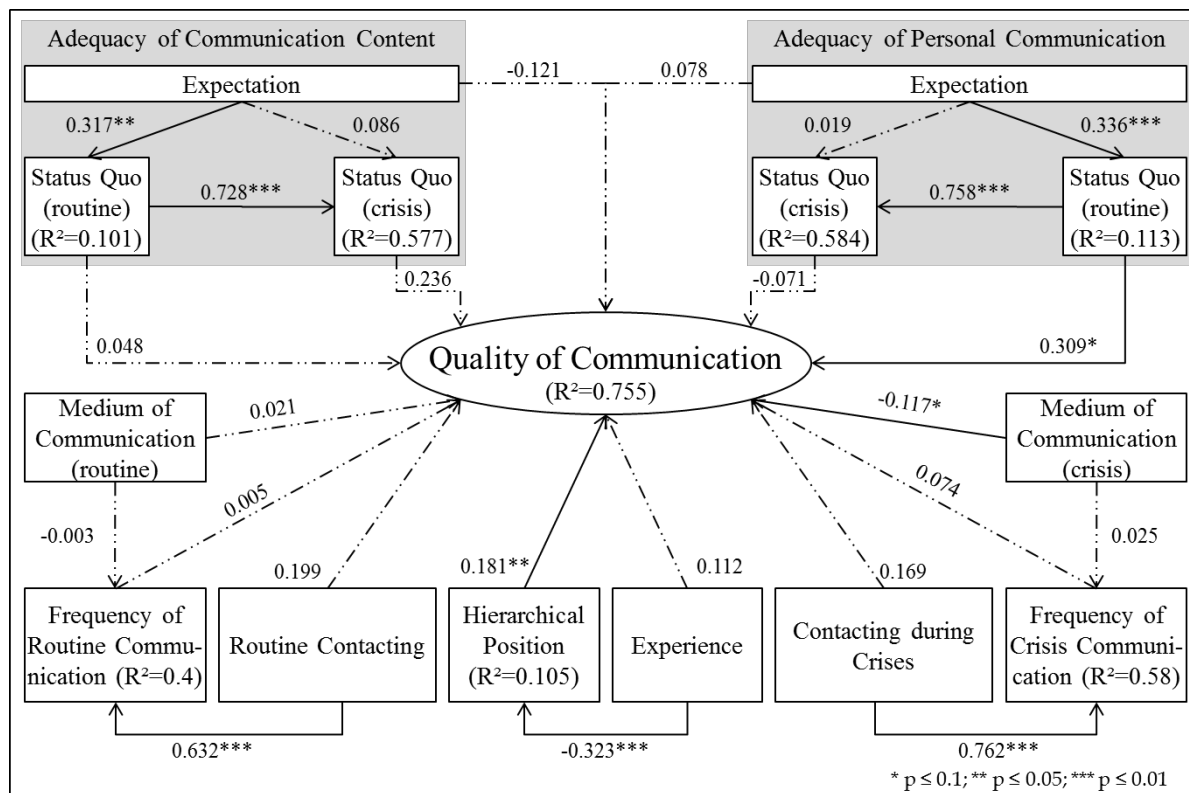 Adequacy of Communication Content
Adequacy of Personal Communication
Expectation
-0.121
0.078
Expectation
0.317**
0.086
0.019
0.336***
Status Quo
(routine)
(R²=0.101)
0.728***
Status Quo
(crisis)
(R²=0.577)
Status Quo
(crisis)
(R²=0.584)
0.758***
Status Quo
(routine)
(R²=0.113)
0.236
-0.071
0.048
0.309*
Quality of Communication
(R²=0.755)
Medium of
Communication
(routine)
0.021
-0.117*
Medium of
Communication
(crisis)
-0.003
0.005
0.074
0.025
0.199
0.181**
0.112
0.169
Frequency of
Routine Commu-
nication (R²=0.4)
Routine Contacting
Hierarchical
Position
(R²=0.105)
Experience
Contacting during
Crises
Frequency of
Crisis Communi-
cation (R²=0.58)
0.632***
-0.323***
0.762***
* p ≤ 0.1; ** p ≤ 0.05; *** p ≤ 0.01